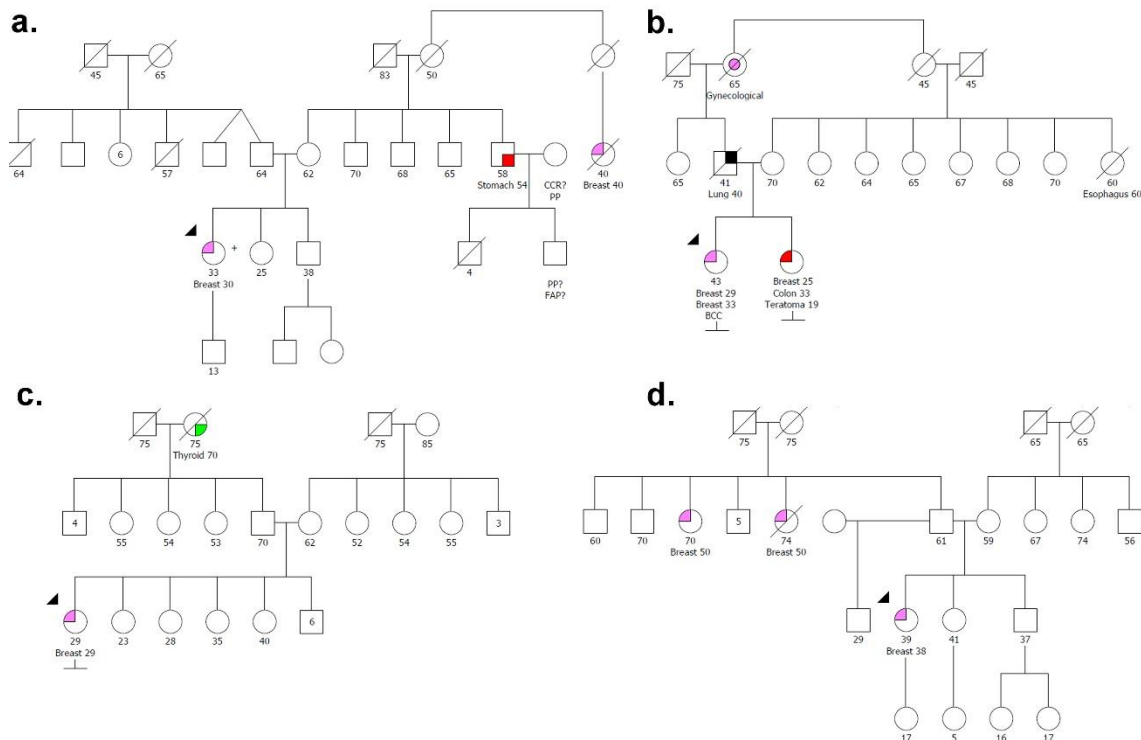 a.
45 65 83 50
64 6 57 64 62 70 68 65 58 40
Stomach 54 CCR? Breast 40
PP
+
33 25 38 4
Breast 30 PP?
FAP?
13
b.
75 65 45 45
Gynecological
65 41 70 62 64 65 67 68 70 60
Lung 40 Esophagus 60
43 Breast 25
Breast 29 Colon 33
Breast 33 Teratoma 19
BCC
c.
75 75 75 85
Thyroid 70
4 55 54 53 70 62 52 54 55 3
29 23 28 35 40 6
Breast 29
d.
75 75 65 65
60 70 70 5 74 61 59 67 74 56
Breast 50 Breast 50
29 39 41 37
Breast 38
17 5 16 17